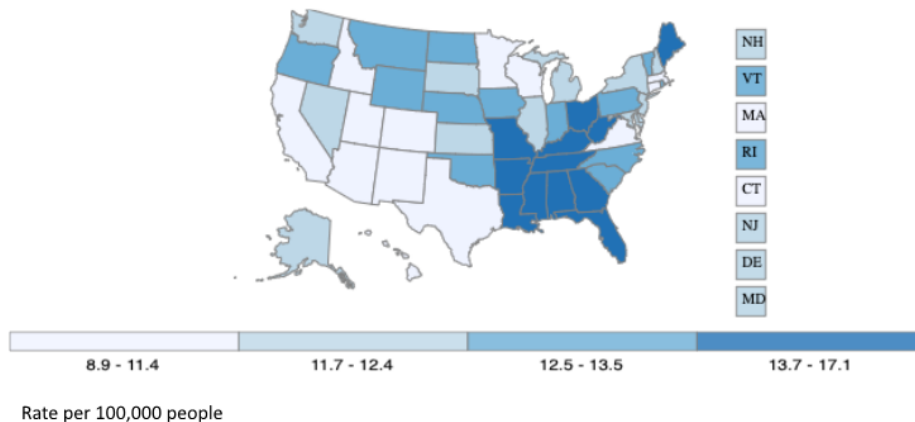 NH
VT
MA
RI
CT
NJ
DE
MD
8.9 - 11.4 11.7 - 12.4 12.5 - 13.5 13.7 - 17.1
Rate per 100,000 people